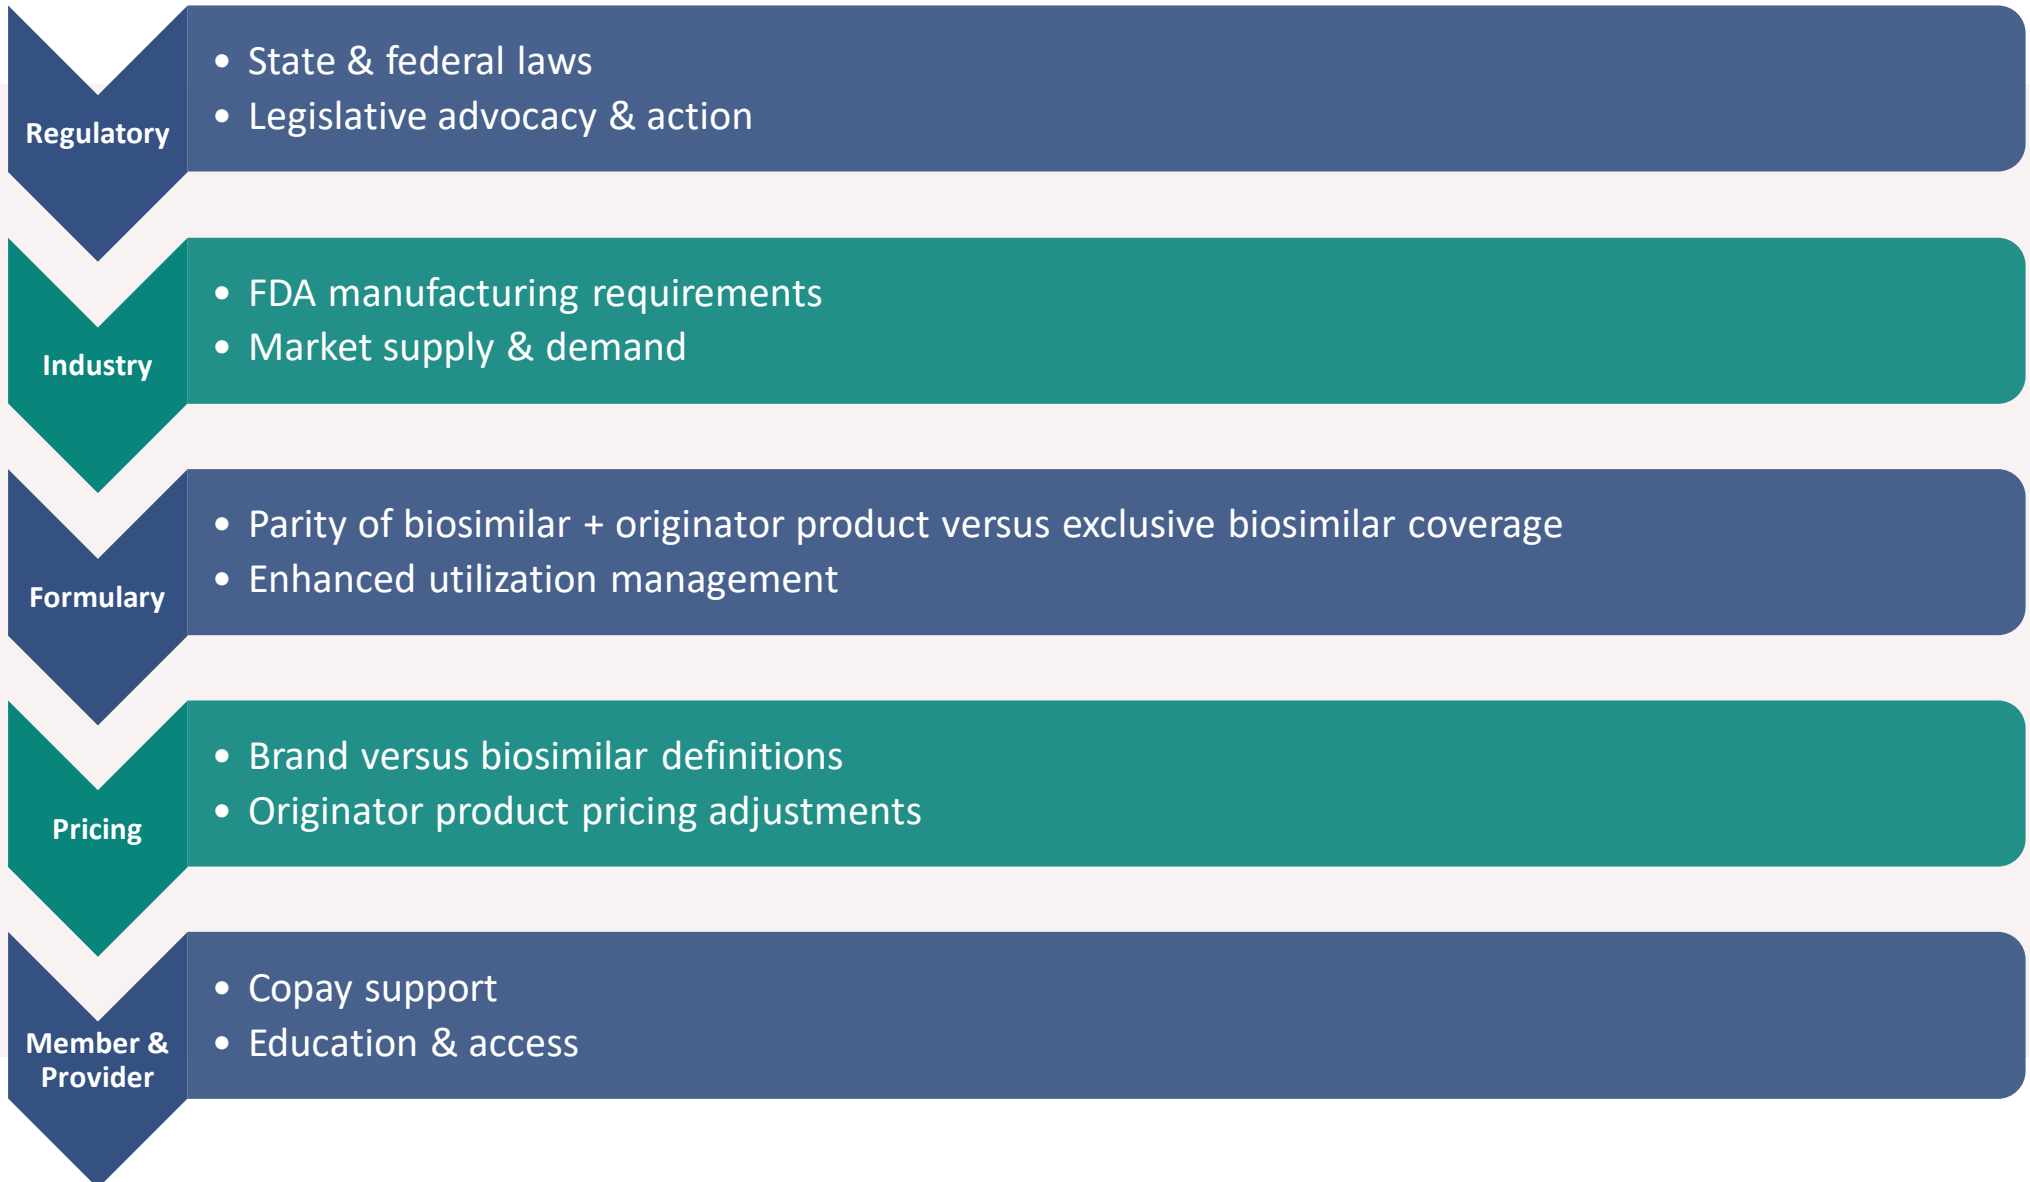 Regulatory
• State & federal laws
• Legislative advocacy & action
Industry
• FDA manufacturing requirements
• Market supply & demand
Formulary
• Parity of biosimilar + originator product versus exclusive biosimilar coverage
• Enhanced utilization management
Pricing
• Brand versus biosimilar definitions
• Originator product pricing adjustments
Member &
Provider
• Copay support
• Education & access